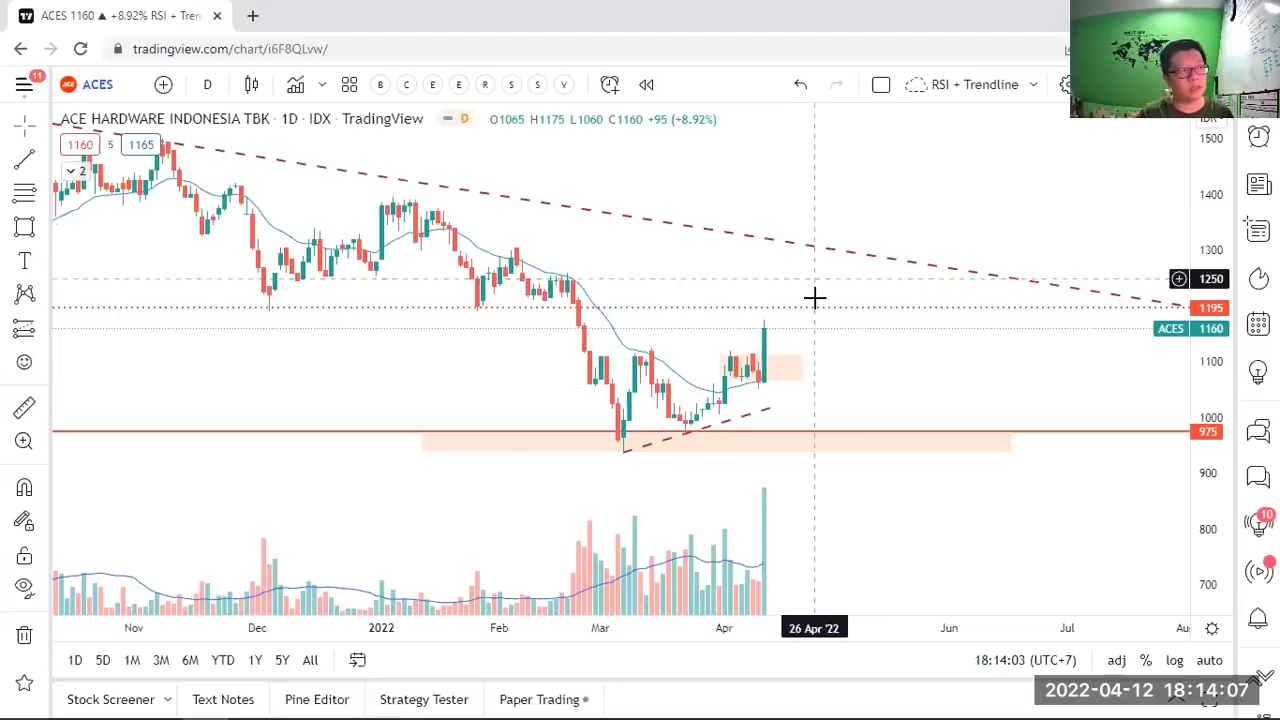 ACES 1160 ▲ +8.92% RSI + Tren
tradingview.com/chart/i6F8QLvw/
11
ACES
D
B C E E R S S V
RSI + Trendline
ACE HARDWARE INDONESIA TBK · 1D · IDX · TradingView
D
O1065 H1175 L1060 C1160 +95 (+8.92%)
1160 5 1165
2
1500
1400
1300
1250
1195
ACES 1160
1100
1000
975
900
800
700
10
Nov Dec 2022 Feb Mar Apr 26 Apr '22 Jun Jul Au
1D 5D 1M 3M 6M YTD 1Y 5Y All
18:14:03 (UTC+7) adj % log auto
Stock Screener Text Notes Pine Editor Strategy Tester Paper Trading
2022-04-12 18:14:07